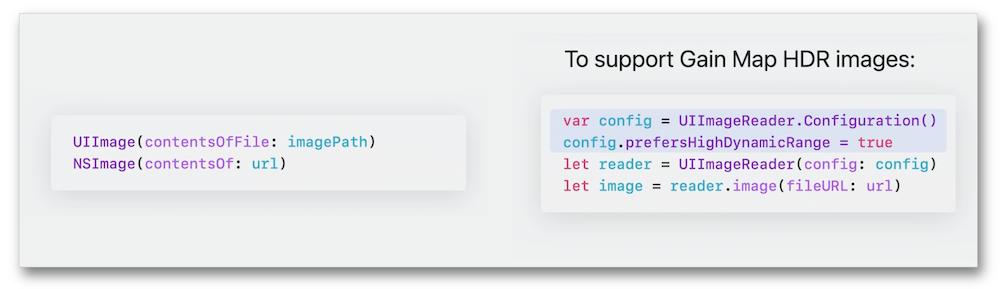 UIImage(contentsOfFile: imagePath)
NSImage(contentsOf: url)
To support Gain Map HDR images:
var config = UIImageReader.Configuration()
config.prefersHighDynamicRange = true
let reader = UIImageReader(config: config)
let image = reader.image(fileURL: url)